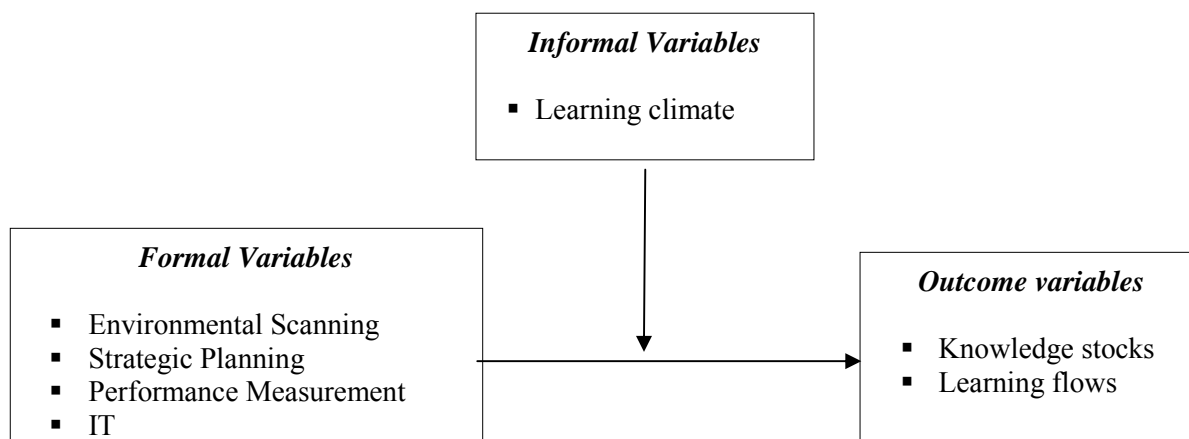 Informal Variables
▪ Learning climate
Formal Variables
▪ Environmental Scanning
▪ Strategic Planning
▪ Performance Measurement
▪ IT
Outcome variables
▪ Knowledge stocks
▪ Learning flows